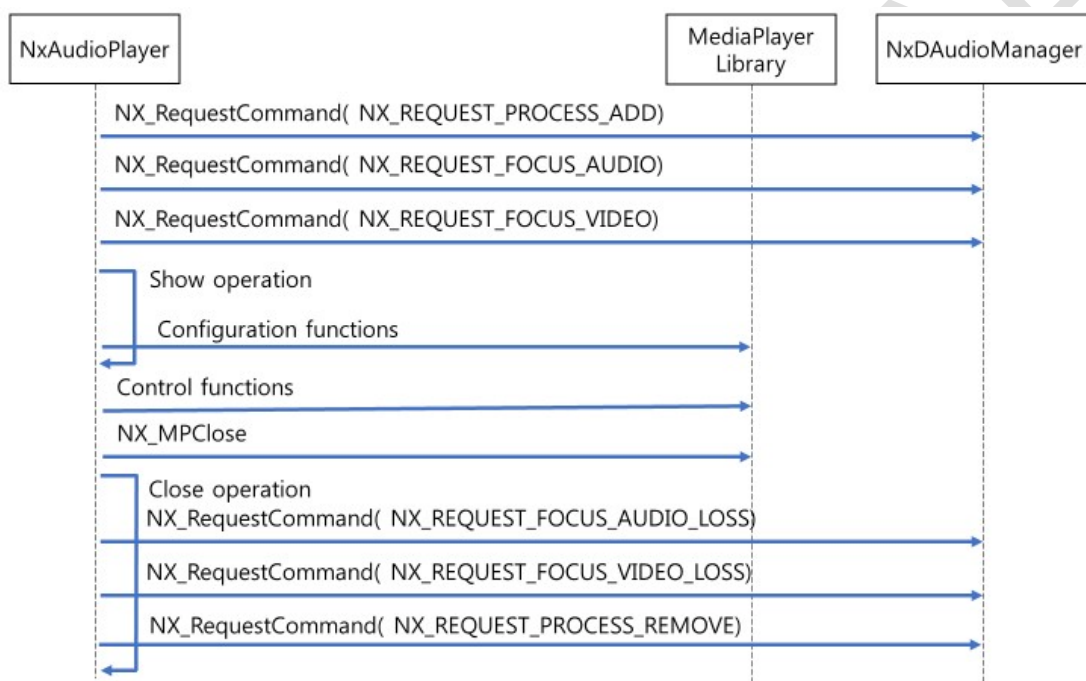 NxAudioPlayer
MediaPlayer
Library
NxDAudioManager
NX_RequestCommand( NX_REQUEST_PROCESS_ADD)
NX_RequestCommand( NX_REQUEST_FOCUS_AUDIO)
NX_RequestCommand( NX_REQUEST_FOCUS_VIDEO)
Show operation
Configuration functions
Control functions
NX_MPClose
Close operation
NX_RequestCommand( NX_REQUEST_FOCUS_AUDIO_LOSS)
NX_RequestCommand( NX_REQUEST_FOCUS_VIDEO_LOSS)
NX_RequestCommand( NX_REQUEST_PROCESS_REMOVE)